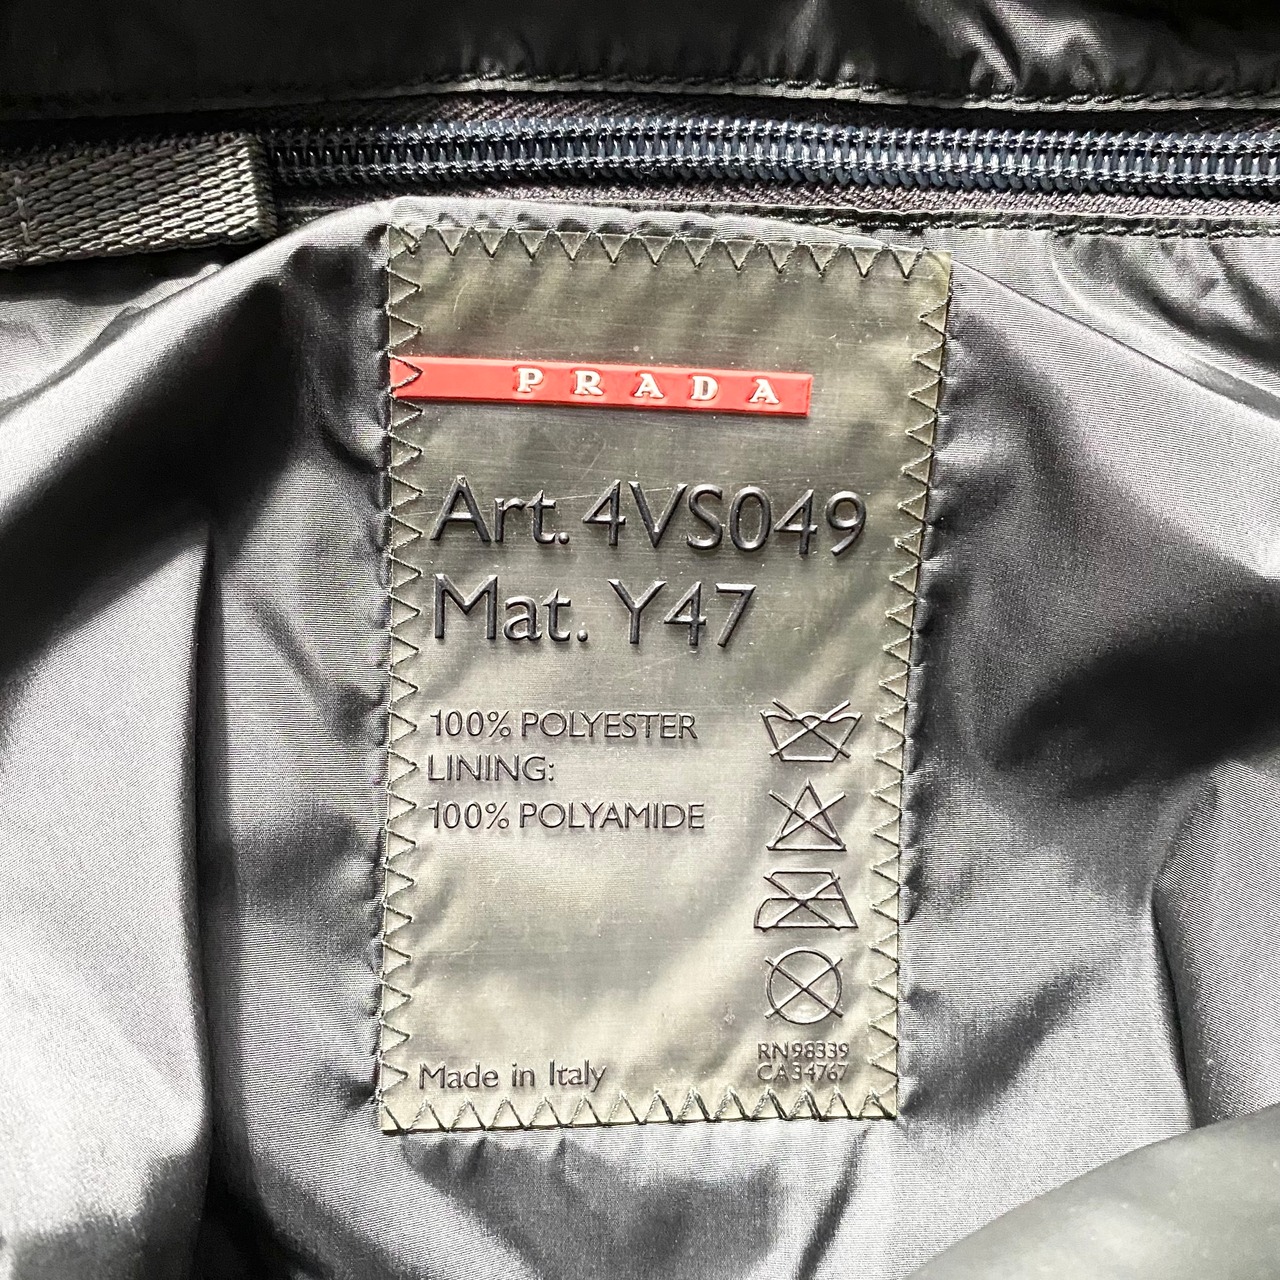 PRADA
Art. 4VS049
Mat. Y47
100% POLYESTER
LINING:
100% POLYAMIDE
Made in Italy
RN98339
CA34767